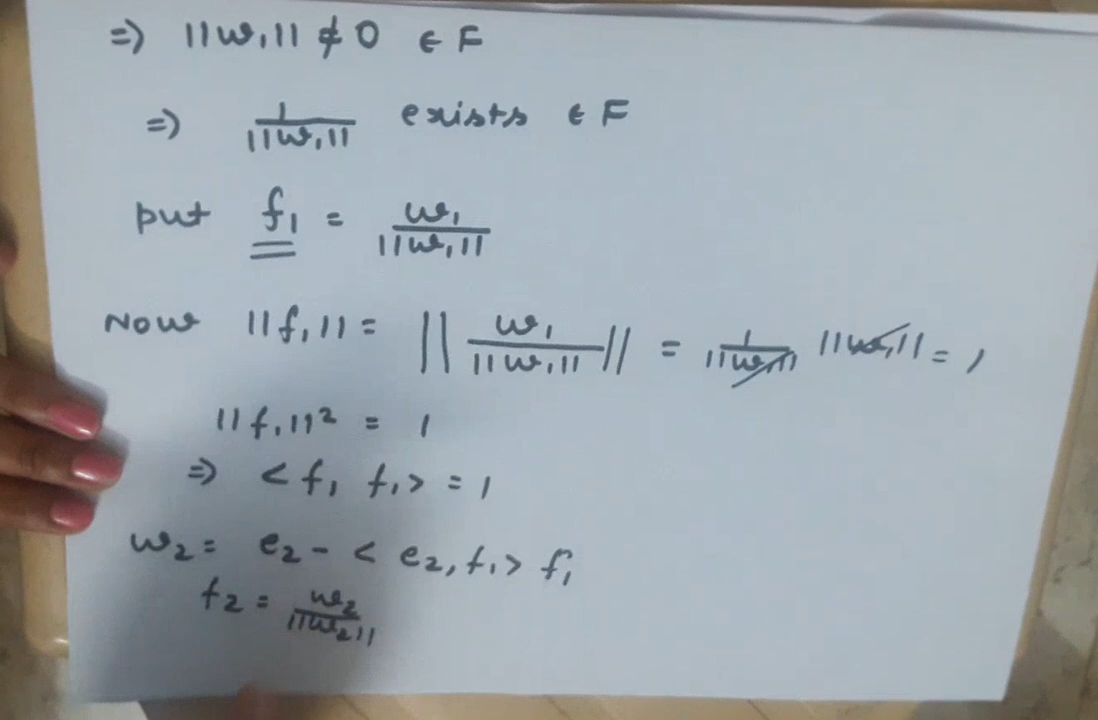 => ||w₁|| ≠ 0 ∈ F
=> 1/||w₁|| exists ∈ F
put f₁ = w₁/||w₁||
Now ||f₁|| = || w₁/||w₁|| || = 1/||w₁|| ||w₁|| = 1
||f₁||² = 1
=> <f₁ f₁> = 1
w₂ = e₂ - <e₂, f₁> f₁
f₂ = w₂/||w₂||